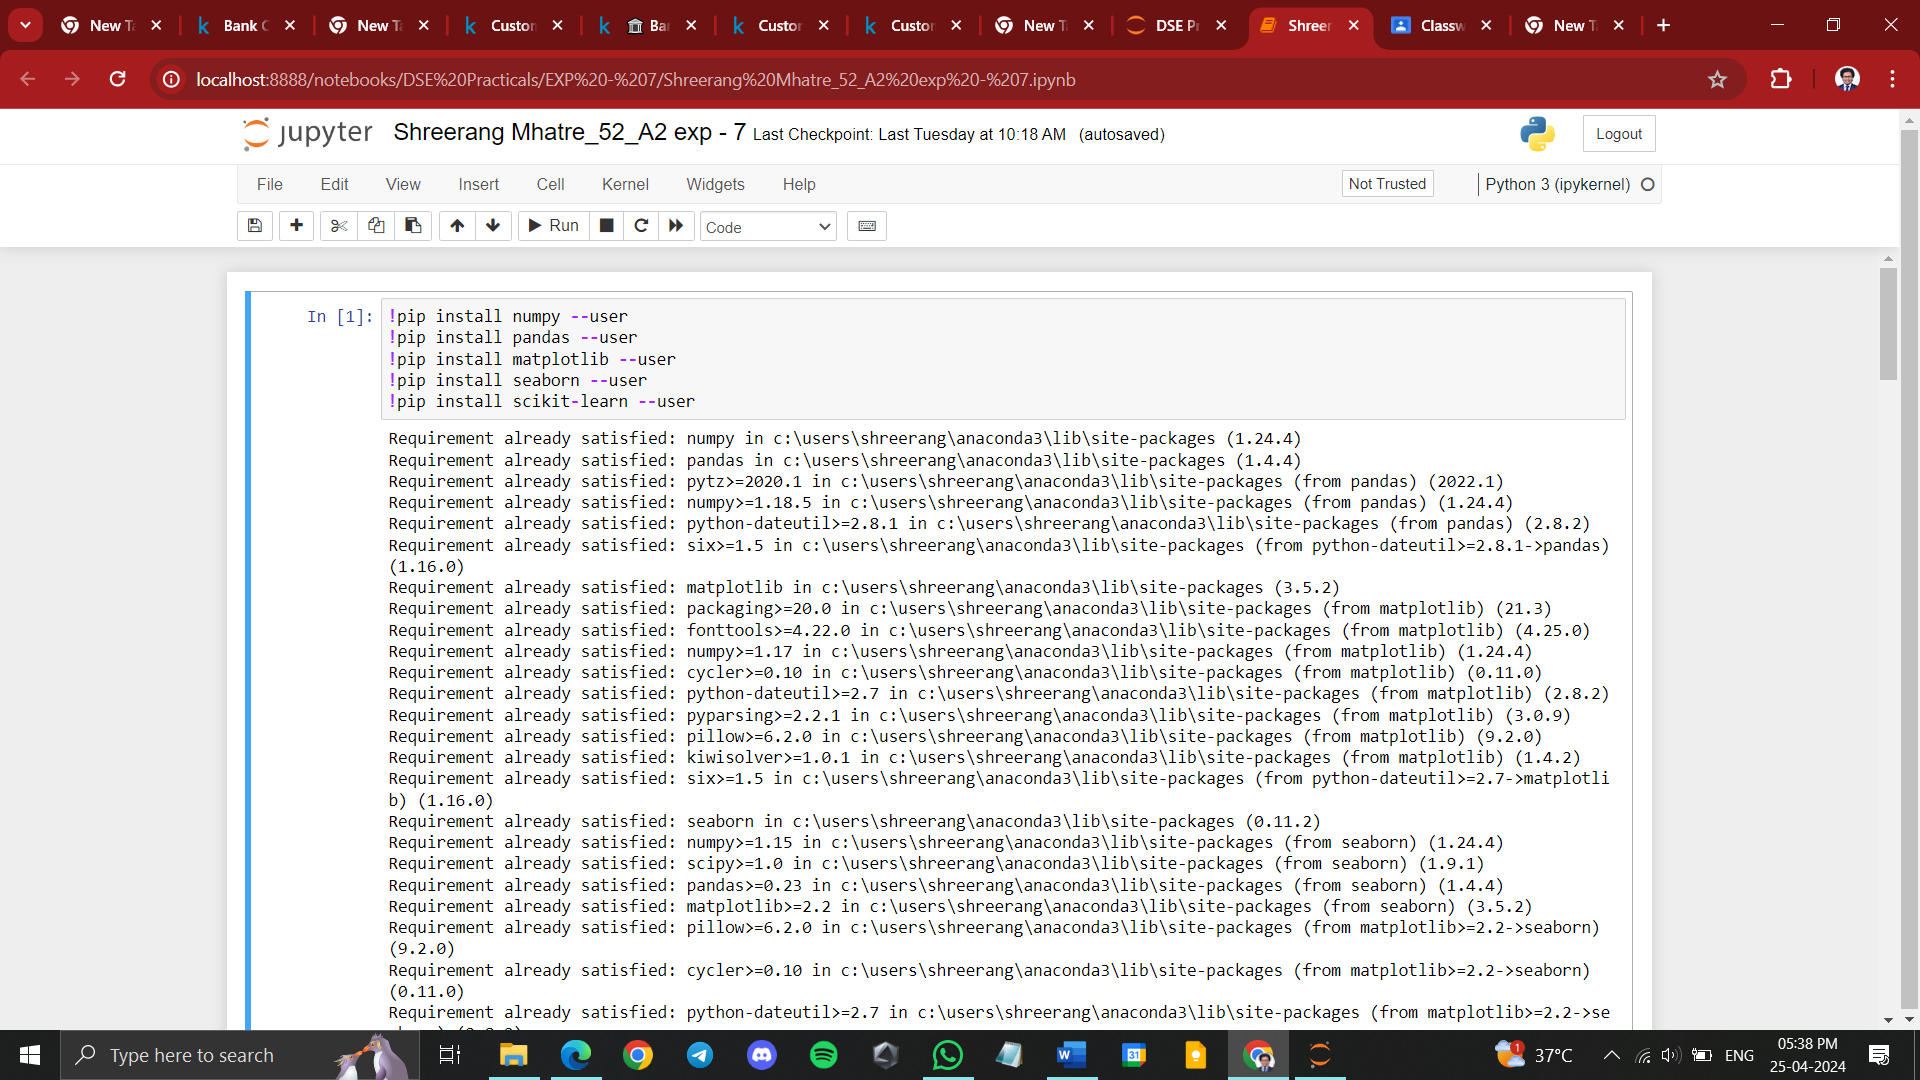 New Ta
Bank C
New Ta
Custom
Ba
Custom
Custom
New Ta
DSE Pr
Shreer
Classw
New Ta
localhost:8888/notebooks/DSE%20Practicals/EXP%20-%207/Shreerang%20Mhatre_52_A2%20exp%20-%207.ipynb
jupyter Shreerang Mhatre_52_A2 exp - 7 Last Checkpoint: Last Tuesday at 10:18 AM (autosaved)
Logout
File Edit View Insert Cell Kernel Widgets Help
Not Trusted
Python 3 (ipykernel)
Run
Code
In [1]: !pip install numpy --user
!pip install pandas --user
!pip install matplotlib --user
!pip install seaborn --user
!pip install scikit-learn --user
Requirement already satisfied: numpy in c:\users\shreerang\anaconda3\lib\site-packages (1.24.4)
Requirement already satisfied: pandas in c:\users\shreerang\anaconda3\lib\site-packages (1.4.4)
Requirement already satisfied: pytz>=2020.1 in c:\users\shreerang\anaconda3\lib\site-packages (from pandas) (2022.1)
Requirement already satisfied: numpy>=1.18.5 in c:\users\shreerang\anaconda3\lib\site-packages (from pandas) (1.24.4)
Requirement already satisfied: python-dateutil>=2.8.1 in c:\users\shreerang\anaconda3\lib\site-packages (from pandas) (2.8.2)
Requirement already satisfied: six>=1.5 in c:\users\shreerang\anaconda3\lib\site-packages (from python-dateutil>=2.8.1->pandas)
(1.16.0)
Requirement already satisfied: matplotlib in c:\users\shreerang\anaconda3\lib\site-packages (3.5.2)
Requirement already satisfied: packaging>=20.0 in c:\users\shreerang\anaconda3\lib\site-packages (from matplotlib) (21.3)
Requirement already satisfied: fonttools>=4.22.0 in c:\users\shreerang\anaconda3\lib\site-packages (from matplotlib) (4.25.0)
Requirement already satisfied: numpy>=1.17 in c:\users\shreerang\anaconda3\lib\site-packages (from matplotlib) (1.24.4)
Requirement already satisfied: cycler>=0.10 in c:\users\shreerang\anaconda3\lib\site-packages (from matplotlib) (0.11.0)
Requirement already satisfied: python-dateutil>=2.7 in c:\users\shreerang\anaconda3\lib\site-packages (from matplotlib) (2.8.2)
Requirement already satisfied: pyparsing>=2.2.1 in c:\users\shreerang\anaconda3\lib\site-packages (from matplotlib) (3.0.9)
Requirement already satisfied: pillow>=6.2.0 in c:\users\shreerang\anaconda3\lib\site-packages (from matplotlib) (9.2.0)
Requirement already satisfied: kiwisolver>=1.0.1 in c:\users\shreerang\anaconda3\lib\site-packages (from matplotlib) (1.4.2)
Requirement already satisfied: six>=1.5 in c:\users\shreerang\anaconda3\lib\site-packages (from python-dateutil>=2.7->matplotli
b) (1.16.0)
Requirement already satisfied: seaborn in c:\users\shreerang\anaconda3\lib\site-packages (0.11.2)
Requirement already satisfied: numpy>=1.15 in c:\users\shreerang\anaconda3\lib\site-packages (from seaborn) (1.24.4)
Requirement already satisfied: scipy>=1.0 in c:\users\shreerang\anaconda3\lib\site-packages (from seaborn) (1.9.1)
Requirement already satisfied: pandas>=0.23 in c:\users\shreerang\anaconda3\lib\site-packages (from seaborn) (1.4.4)
Requirement already satisfied: matplotlib>=2.2 in c:\users\shreerang\anaconda3\lib\site-packages (from seaborn) (3.5.2)
Requirement already satisfied: pillow>=6.2.0 in c:\users\shreerang\anaconda3\lib\site-packages (from matplotlib>=2.2->seaborn)
(9.2.0)
Requirement already satisfied: cycler>=0.10 in c:\users\shreerang\anaconda3\lib\site-packages (from matplotlib>=2.2->seaborn)
(0.11.0)
Requirement already satisfied: python-dateutil>=2.7 in c:\users\shreerang\anaconda3\lib\site-packages (from matplotlib>=2.2->se
Type here to search
37°C
ENG
05:38 PM
25-04-2024